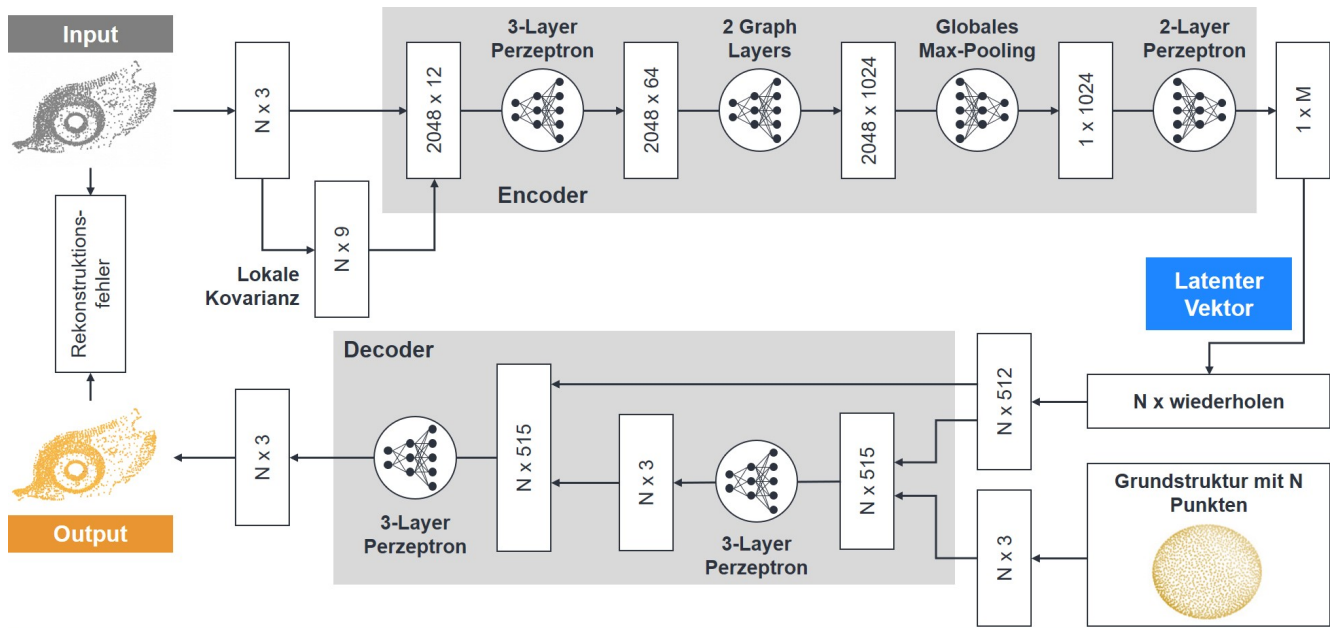 Input
N x 3
Lokale
Kovarianz
N x 9
2048 x 12
3-Layer
Perzeptron
2048 x 64
2 Graph
Layers
2048 x 1024
Globales
Max-Pooling
1 x 1024
2-Layer
Perzeptron
Encoder
1 x M
Latenter
Vektor
N x wiederholen
Grundstruktur mit N
Punkten
N x 512
N x 3
Decoder
N x 515
3-Layer
Perzeptron
N x 3
N x 515
3-Layer
Perzeptron
N x 3
Output
Rekonstruktions-
fehler